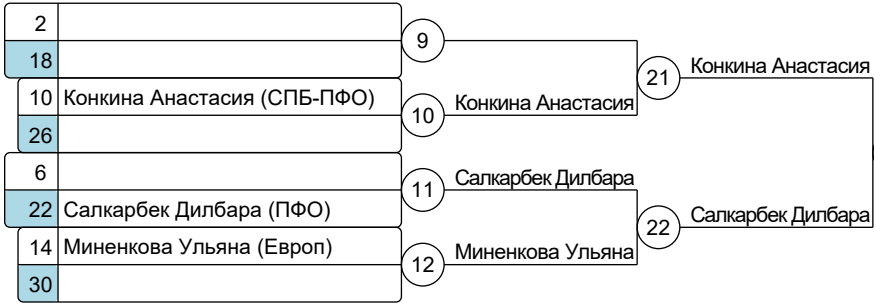 2
9
18
Конкина Анастасия
21
10 Конкина Анастасия (СПБ-ПФО)
Конкина Анастасия
10
26
6
Салкарбек Дилбара
11
22 Салкарбек Дилбара (ПФО)
Салкарбек Дилбара
22
14 Миненкова Ульяна (Европ)
Миненкова Ульяна
12
30